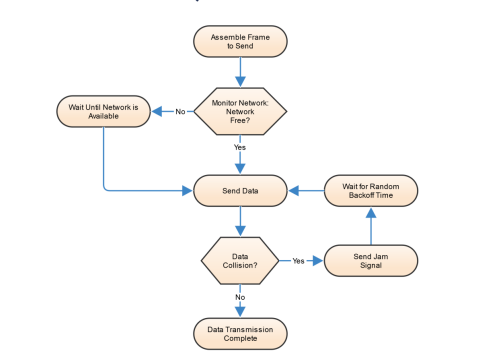 Assemble Frame
to Send
Monitor Network:
Network
Free?
No
Wait Until Network is
Available
Yes
Send Data
Wait for Random
Backoff Time
Data
Collision?
Yes
Send Jam
Signal
No
Data Transmission
Complete